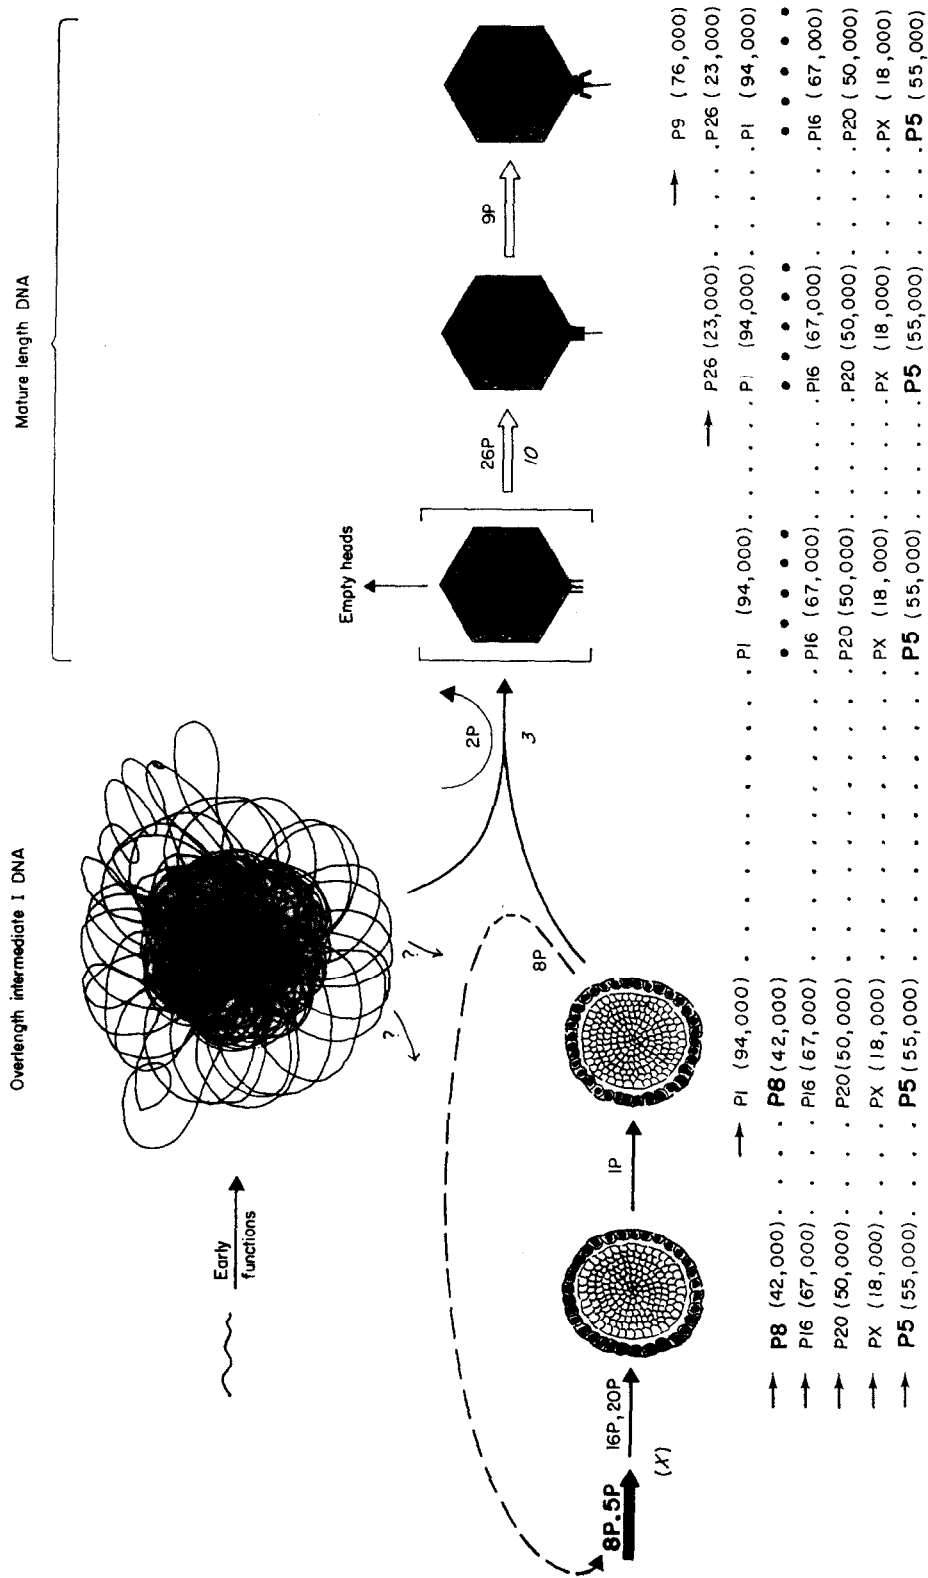 Overlength intermediate I DNA
Mature length DNA
Early
functions
?
?
Empty heads
2P
3
26P
10
9P
8P
8P.5P
16P,20P
(X)
1P
→ P9 (76,000)
→ P26 (23,000) . . . . . P26 (23,000)
→ P1 (94,000) . . . . . . . . . . P1 (94,000) . . . . . P1 (94,000) . . . . . P1 (94,000)
→ P8 (42,000) . . . . P8 (42,000) • • • • • • • • • • • • • • •
→ P16 (67,000) . . . . P16 (67,000) . . . . . . . . . . P16 (67,000) . . . . . P16 (67,000) . . . . . P16 (67,000)
→ P20 (50,000) . . . . P20 (50,000) . . . . . . . . . . P20 (50,000) . . . . . P20 (50,000) . . . . . P20 (50,000)
→ PX (18,000) . . . . PX (18,000) . . . . . . . . . . PX (18,000) . . . . . PX (18,000) . . . . . PX (18,000)
→ P5 (55,000) . . . . P5 (55,000) . . . . . . . . . . P5 (55,000) . . . . . P5 (55,000) . . . . . P5 (55,000)